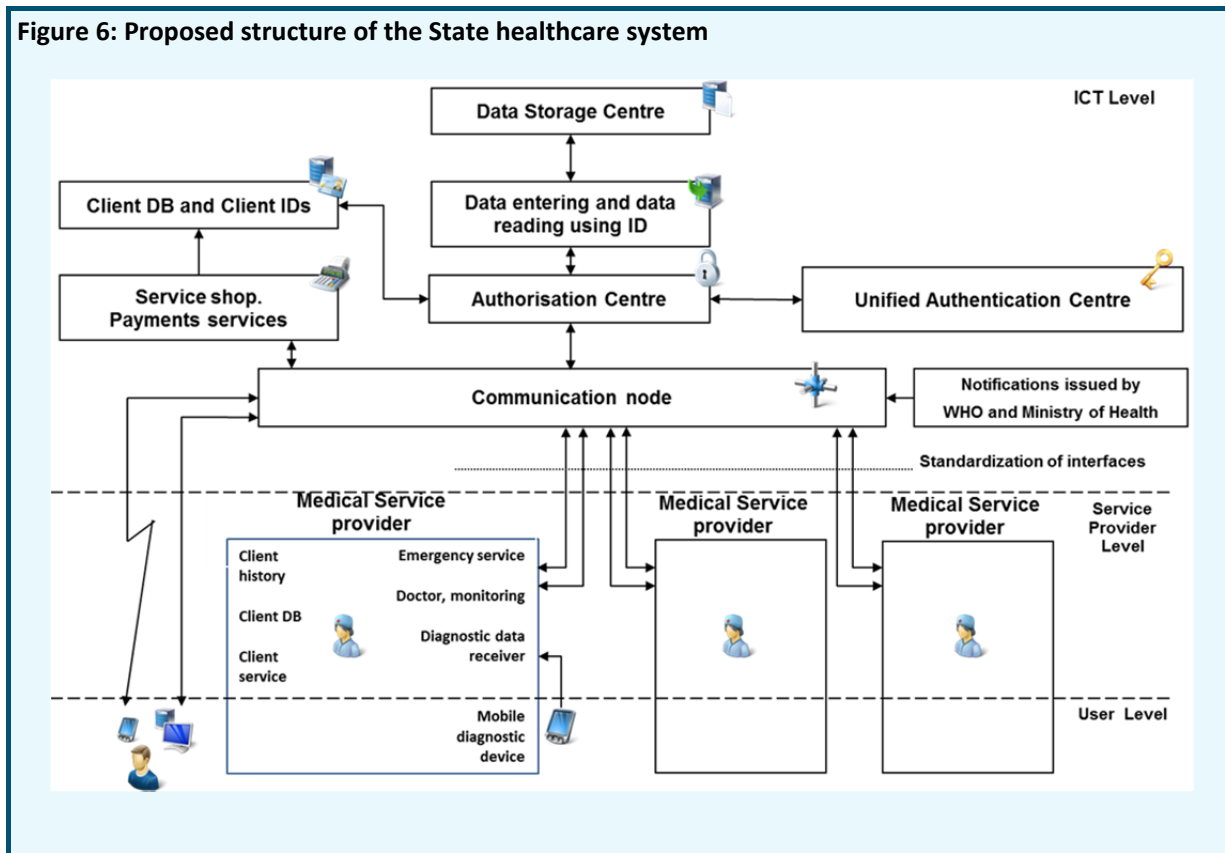 Figure 6: Proposed structure of the State healthcare system
ICT Level
Data Storage Centre
Client DB and Client IDs
Data entering and data
reading using ID
Service shop.
Payments services
Authorisation Centre
Unified Authentication Centre
Communication node
Notifications issued by
WHO and Ministry of Health
Standardization of interfaces
Medical Service
provider
Medical Service
provider
Medical Service
provider
Service
Provider
Level
Client
history
Emergency service
Client DB
Doctor, monitoring
Client
service
Diagnostic data
receiver
User Level
Mobile
diagnostic
device